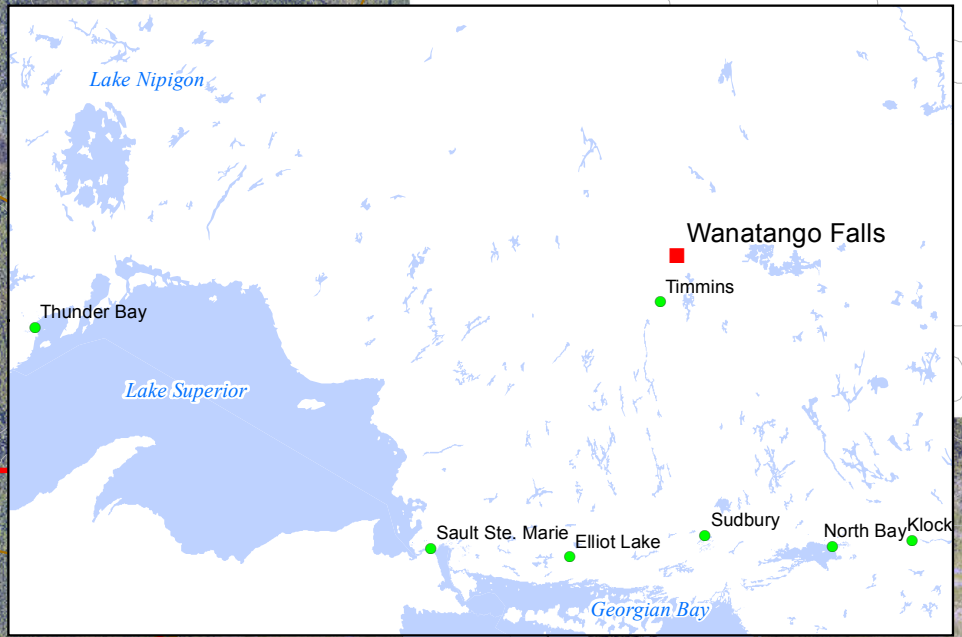 Lake Nipigon
Wanatango Falls
Timmins
Thunder Bay
Lake Superior
Sudbury
Sault Ste. Marie
Elliot Lake
North Bay
Klock
Georgian Bay